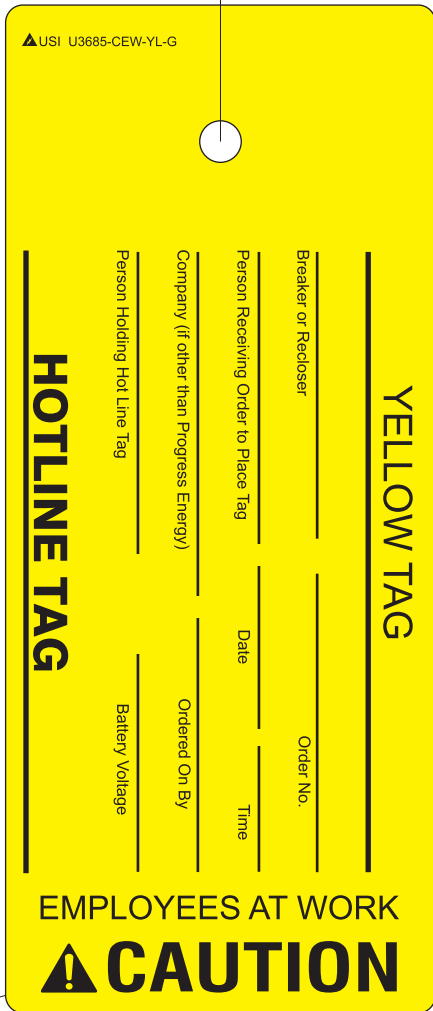 USI U3685-CEW-YL-G
YELLOW TAG
Breaker or Recloser Order No.
Person Receiving Order to Place Tag Date Time
Company (if other than Progress Energy) Ordered On By
Person Holding Hot Line Tag Battery Voltage
HOTLINE TAG
EMPLOYEES AT WORK
CAUTION